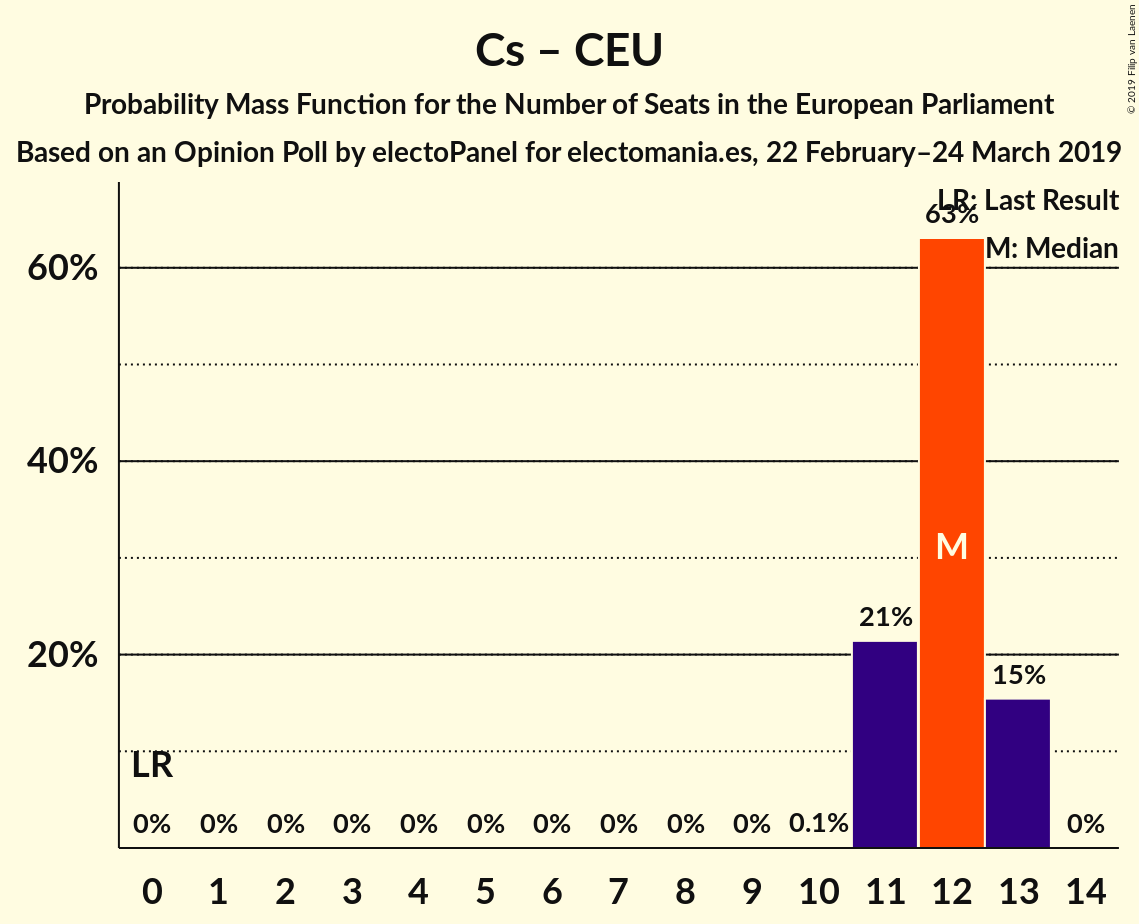 Cs – CEU
Probability Mass Function for the Number of Seats in the European Parliament
Based on an Opinion Poll by electoPanel for electomania.es, 22 February–24 March 2019
© 2019 Filip van Laenen
LR: Last Result
M: Median
63%
60%
40%
M
21%
20%
15%
LR
0% 0% 0% 0% 0% 0% 0% 0% 0% 0% 0.1% 0%
0 1 2 3 4 5 6 7 8 9 10 11 12 13 14